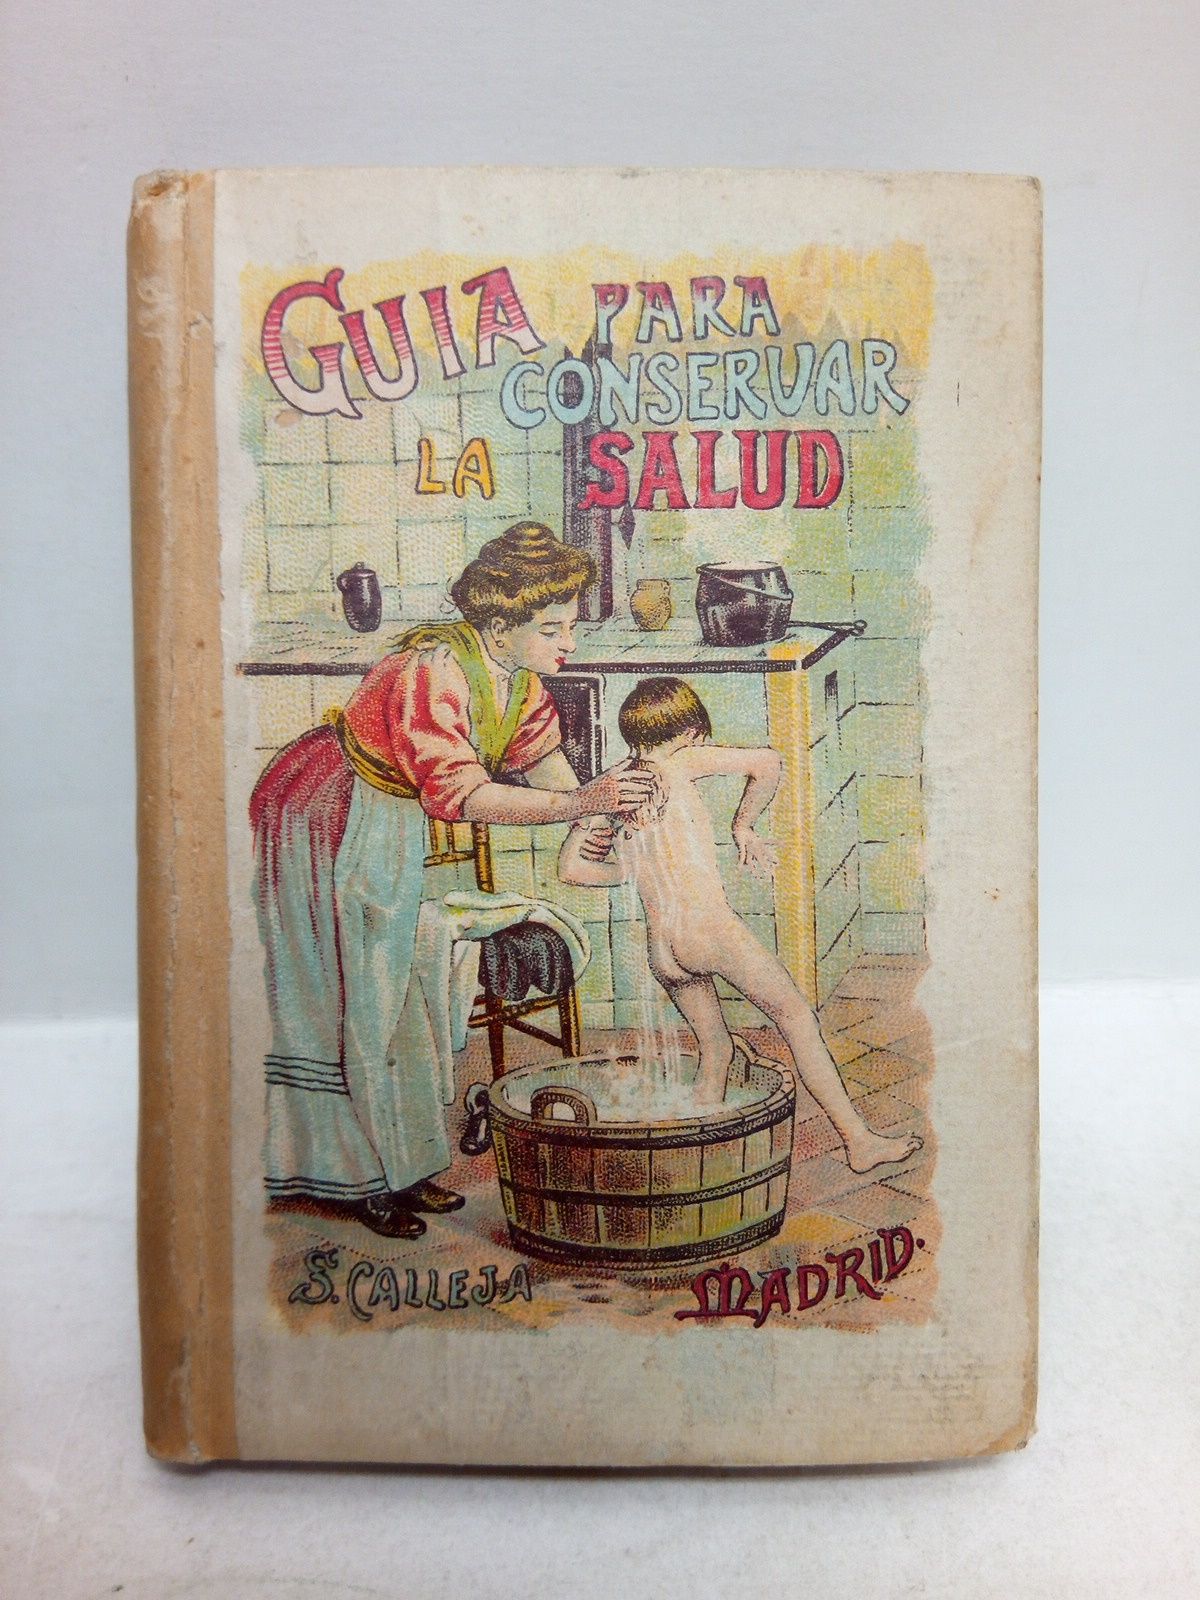 GUIA PARA
CONSERVAR
LA SALUD
S. CALLEJA
MADRID.